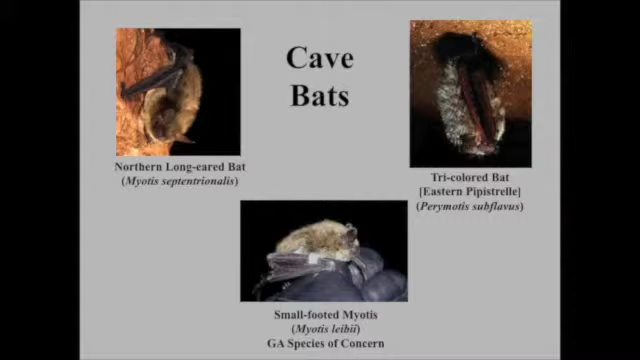 Cave
Bats
Northern Long-eared Bat
(Myotis septentrionalis)
Tri-colored Bat
[Eastern Pipistrelle]
(Perymotis subflavus)
Small-footed Myotis
(Myotis leibii)
GA Species of Concern